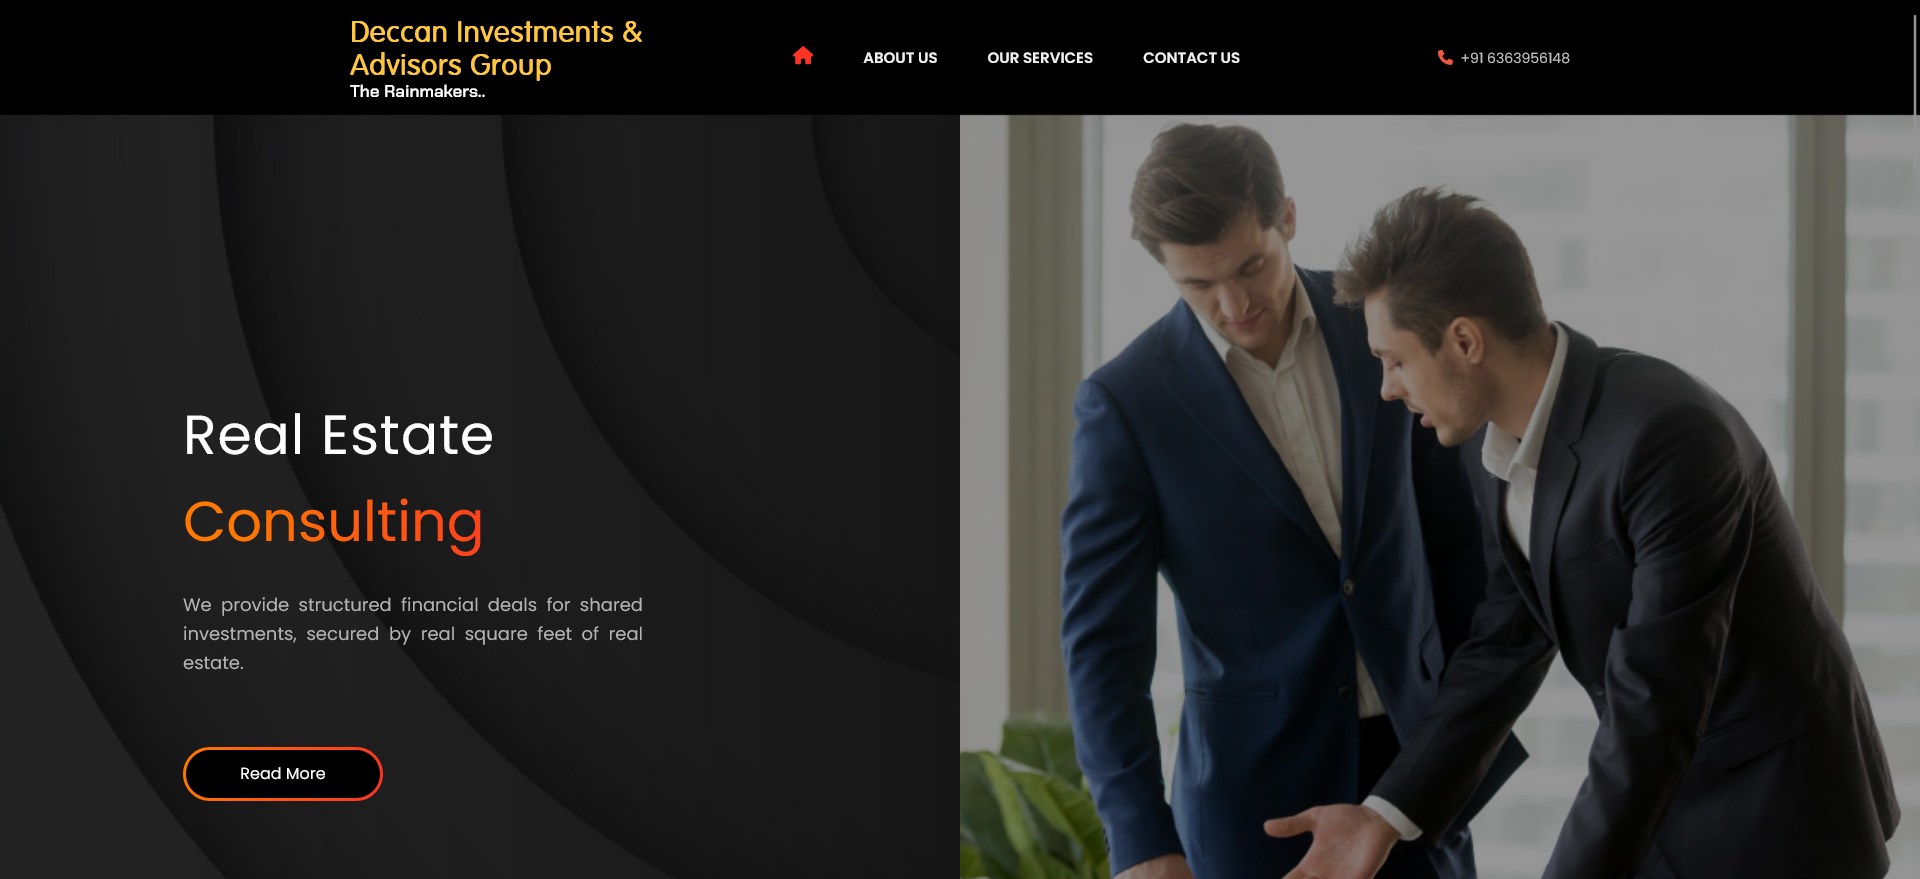 Deccan Investments &
Advisors Group
The Rainmakers..
ABOUT US
OUR SERVICES
CONTACT US
+91 6363956148
Real Estate
Consulting
We provide structured financial deals for shared
investments, secured by real square feet of real
estate.
Read More